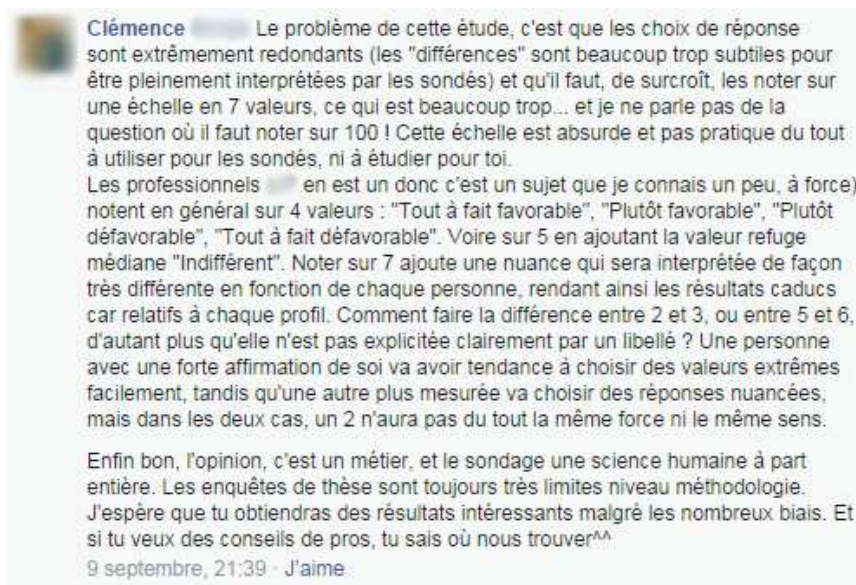 Clémence Le problème de cette étude, c'est que les choix de réponse
sont extrêmement redondants (les "différences" sont beaucoup trop subtiles pour
être pleinement interprétées par les sondés) et qu'il faut, de surcroît, les noter sur
une échelle en 7 valeurs, ce qui est beaucoup trop... et je ne parle pas de la
question où il faut noter sur 100 ! Cette échelle est absurde et pas pratique du tout
à utiliser pour les sondés, ni à étudier pour toi.
Les professionnels en est un donc c'est un sujet que je connais un peu, à force)
notent en général sur 4 valeurs : "Tout à fait favorable", "Plutôt favorable", "Plutôt
défavorable", "Tout à fait défavorable". Voire sur 5 en ajoutant la valeur refuge
médiane "Indifférent". Noter sur 7 ajoute une nuance qui sera interprétée de façon
très différente en fonction de chaque personne, rendant ainsi les résultats caducs
car relatifs à chaque profil. Comment faire la différence entre 2 et 3, ou entre 5 et 6,
d'autant plus qu'elle n'est pas explicitée clairement par un libellé ? Une personne
avec une forte affirmation de soi va avoir tendance à choisir des valeurs extrêmes
facilement, tandis qu'une autre plus mesurée va choisir des réponses nuancées,
mais dans les deux cas, un 2 n'aura pas du tout la même force ni le même sens.
Enfin bon, l'opinion, c'est un métier, et le sondage une science humaine à part
entière. Les enquêtes de thèse sont toujours très limites niveau méthodologie.
J'espère que tu obtiendras des résultats intéressants malgré les nombreux biais. Et
si tu veux des conseils de pros, tu sais où nous trouver^^
9 septembre, 21:39 · J'aime